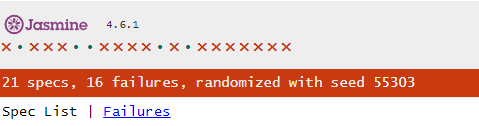 Jasmine 4.6.1
×•×××••××××•×•×××××××
21 specs, 16 failures, randomized with seed 55303
Spec List | Failures